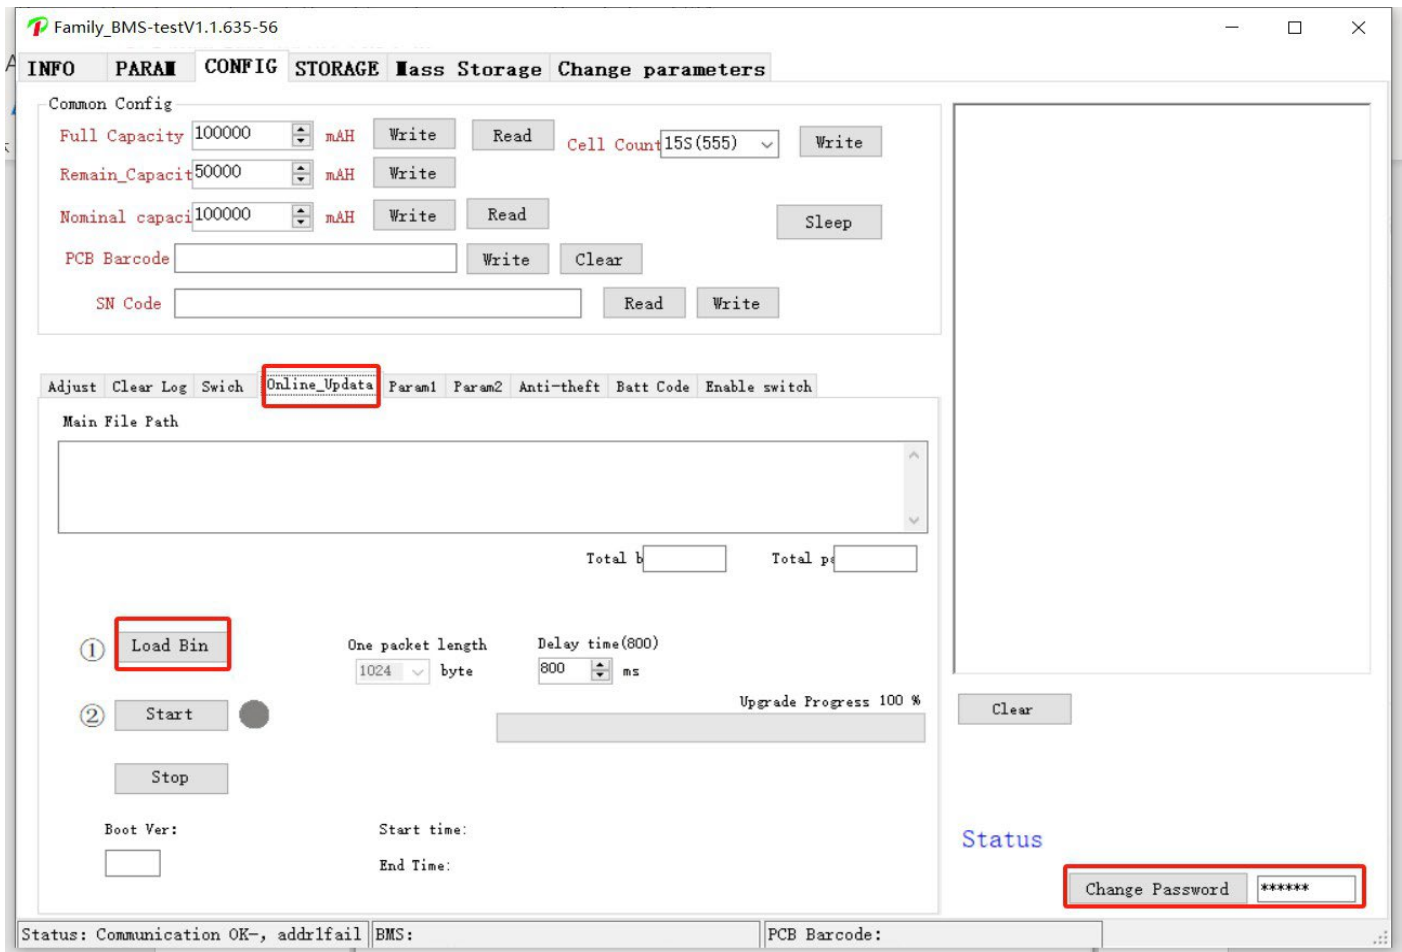 Family_BMS-testV1.1.635-56
INFO PARAM CONFIG STORAGE Mass Storage Change parameters
Common Config
Full Capacity 100000 mAH Write Read Cell Count 15S(555) Write
Remain_Capacit 50000 mAH Write
Nominal capaci 100000 mAH Write Read Sleep
PCB Barcode Write Clear
SN Code Read Write
Adjust Clear Log Swich Online_Updata Param1 Param2 Anti-theft Batt Code Enable switch
Main File Path
Total b Total pa
① Load Bin One packet length Delay time(800)
1024 byte 800 ms
Upgrade Progress 100 %
② Start Clear
Stop
Boot Ver: Start time:
Status
End Time:
Change Password ******
Status: Communication OK-, addr1fail BMS: PCB Barcode: